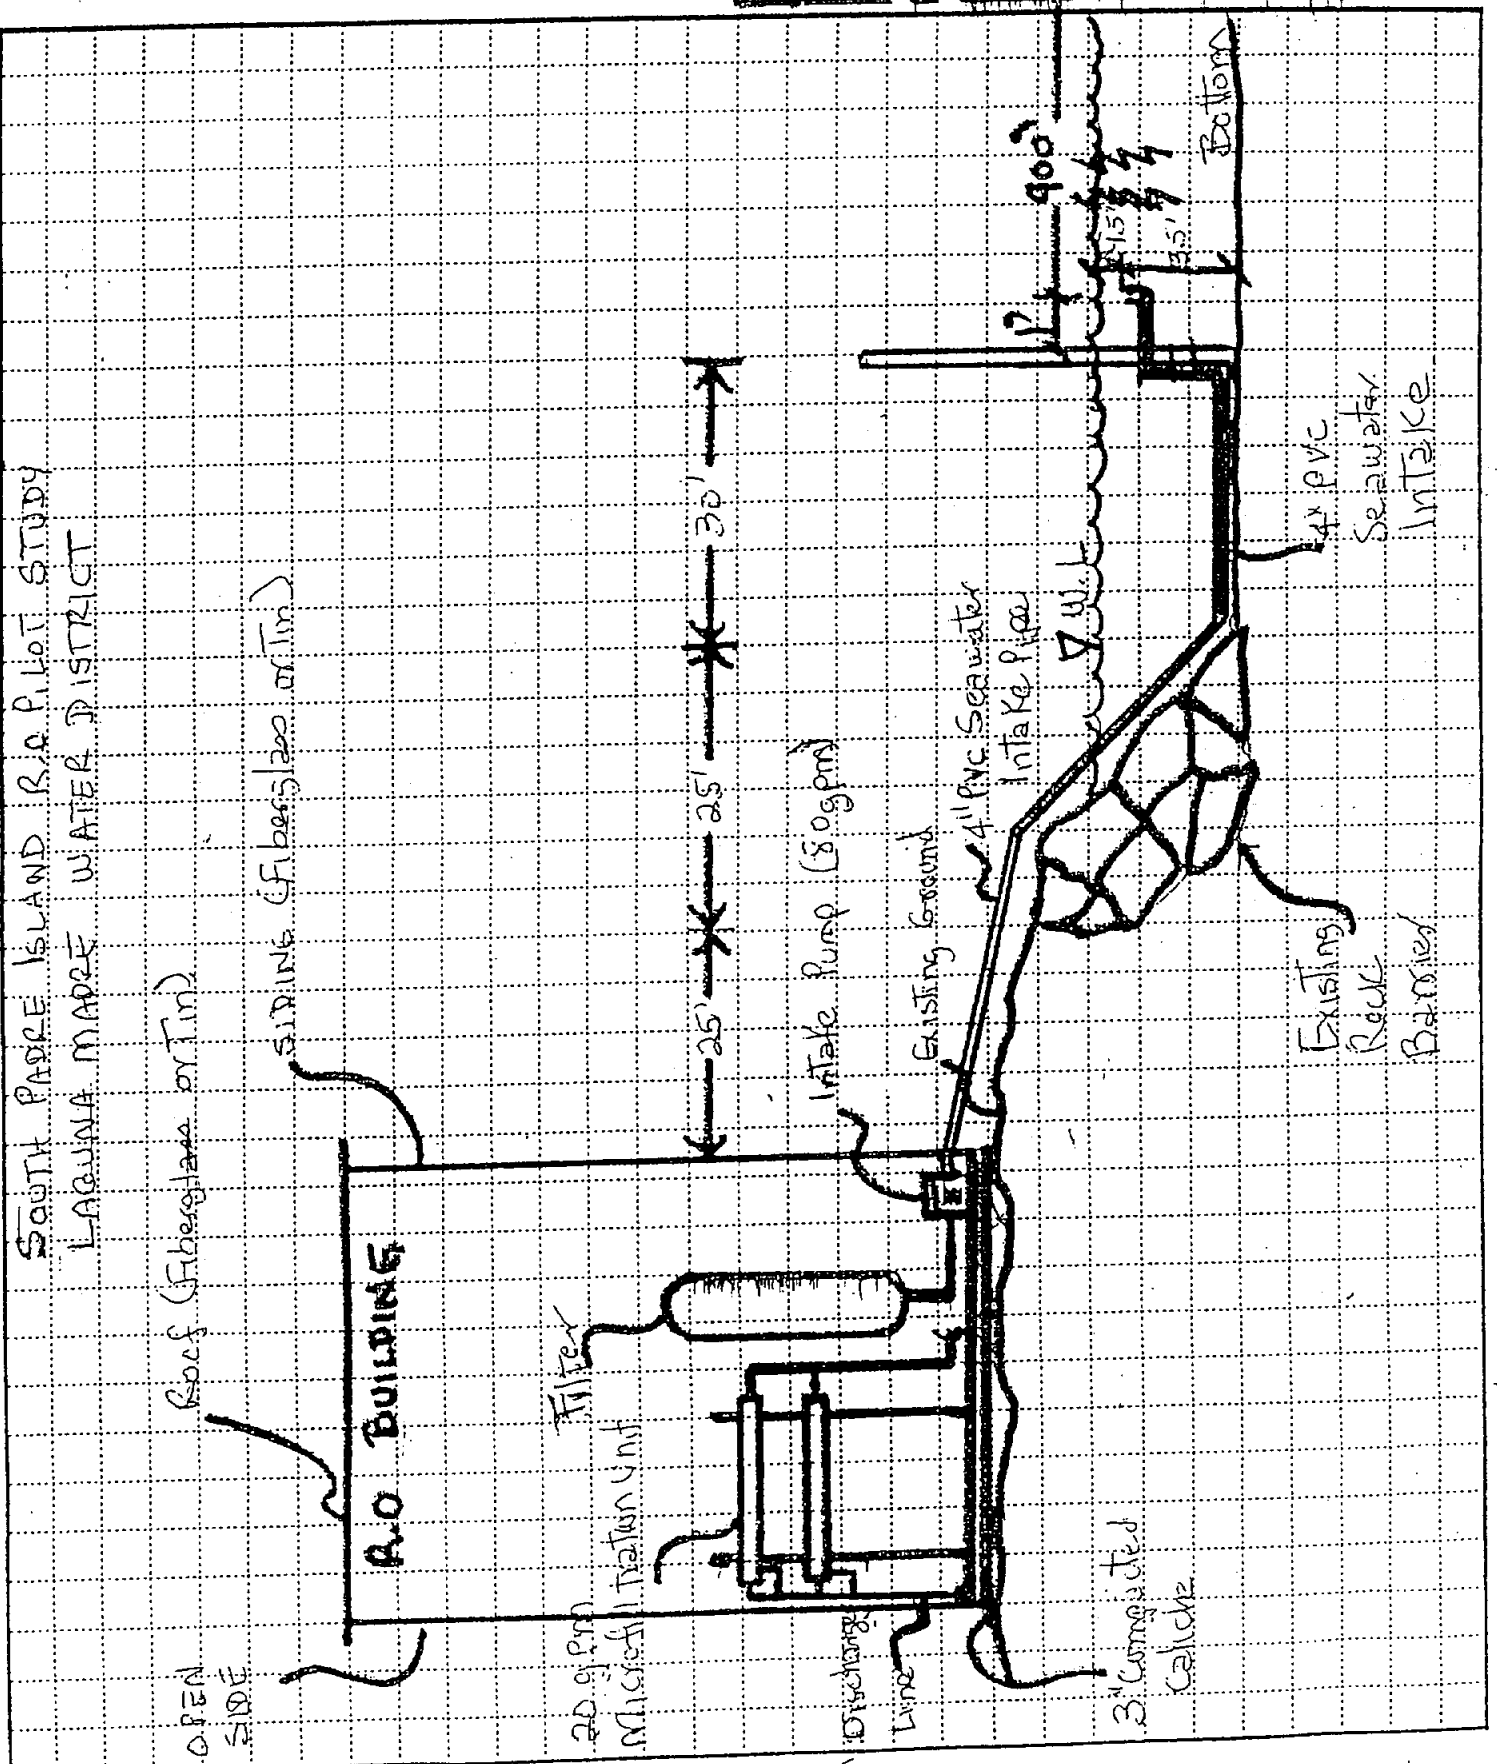 SOUTH PADRE ISLAND R.O PILOT STUDY
LAGUNA MADRE WATER DISTRICT
Roof (Fiberglass or Tin)
SIDING (Fiberglass or Tin)
OPEN
SIDE
R.O BUILDING
Filter
20 gpm
Microfiltration Unit
Discharge
Line
3" Compacted
Caliche
25'
25'
30'
Intake Pump (80gpm)
Existing Ground
4" PVC Seawater
Intake Pipe
W.L
900'
3.5'
Bottom
4" PVC
Seawater
Intake
Existing
Rock
Barrier